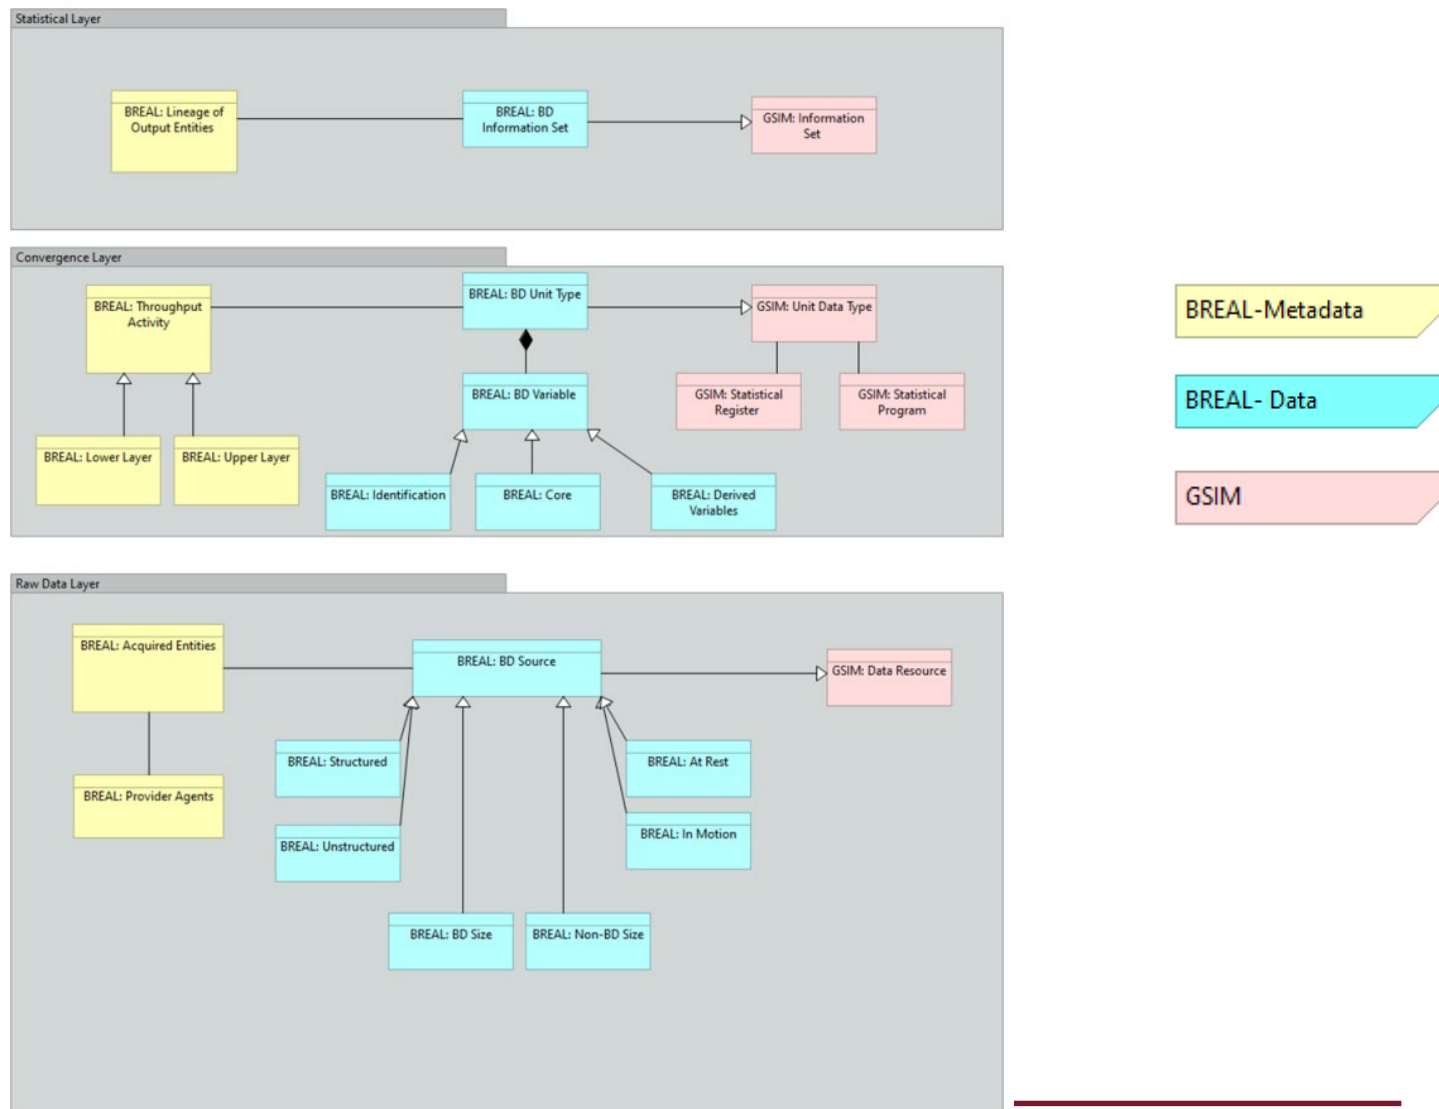 Statistical Layer
BREAL: Lineage of
Output Entities
BREAL: BD
Information Set
GSIM: Information
Set
Convergence Layer
BREAL: Throughput
Activity
BREAL: BD Unit Type
GSIM: Unit Data Type
BREAL: BD Variable
GSIM: Statistical
Register
GSIM: Statistical
Program
BREAL: Lower Layer
BREAL: Upper Layer
BREAL: Identification
BREAL: Core
BREAL: Derived
Variables
Raw Data Layer
BREAL: Acquired Entities
BREAL: BD Source
GSIM: Data Resource
BREAL: Structured
BREAL: At Rest
BREAL: Provider Agents
BREAL: Unstructured
BREAL: In Motion
BREAL: BD Size
BREAL: Non-BD Size
BREAL-Metadata
BREAL- Data
GSIM